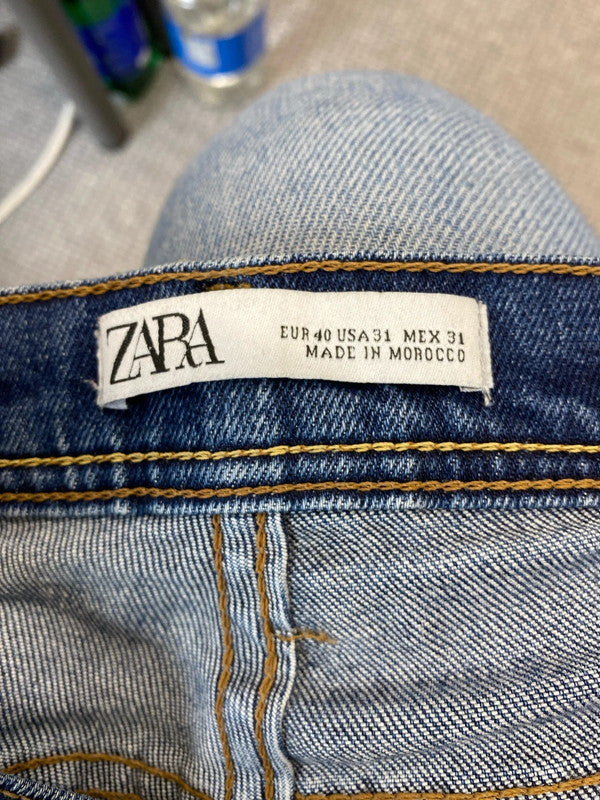 ZARA
EUR 40 USA 31 MEX 31
MADE IN MOROCCO